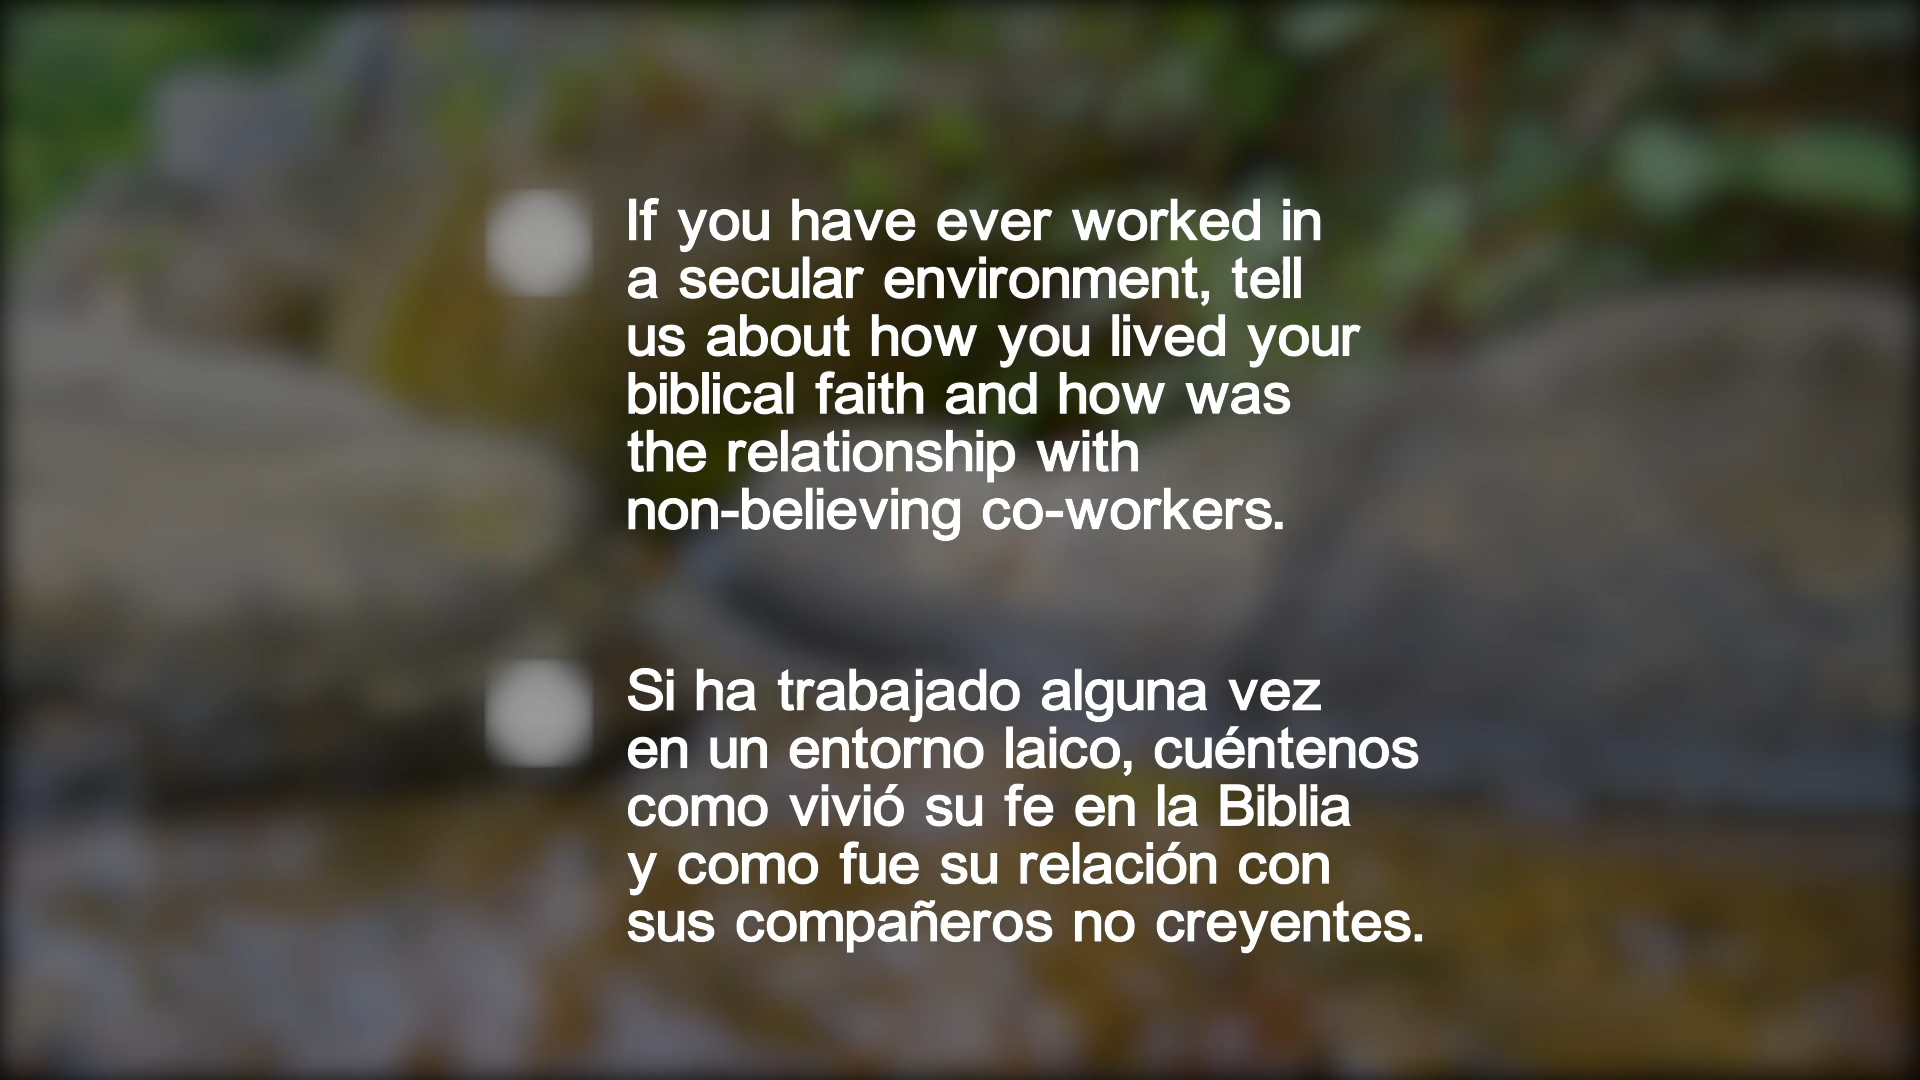 If you have ever worked in
a secular environment, tell
us about how you lived your
biblical faith and how was
the relationship with
non-believing co-workers.
Si ha trabajado alguna vez
en un entorno laico, cuéntenos
como vivió su fe en la Biblia
y como fue su relación con
sus compañeros no creyentes.